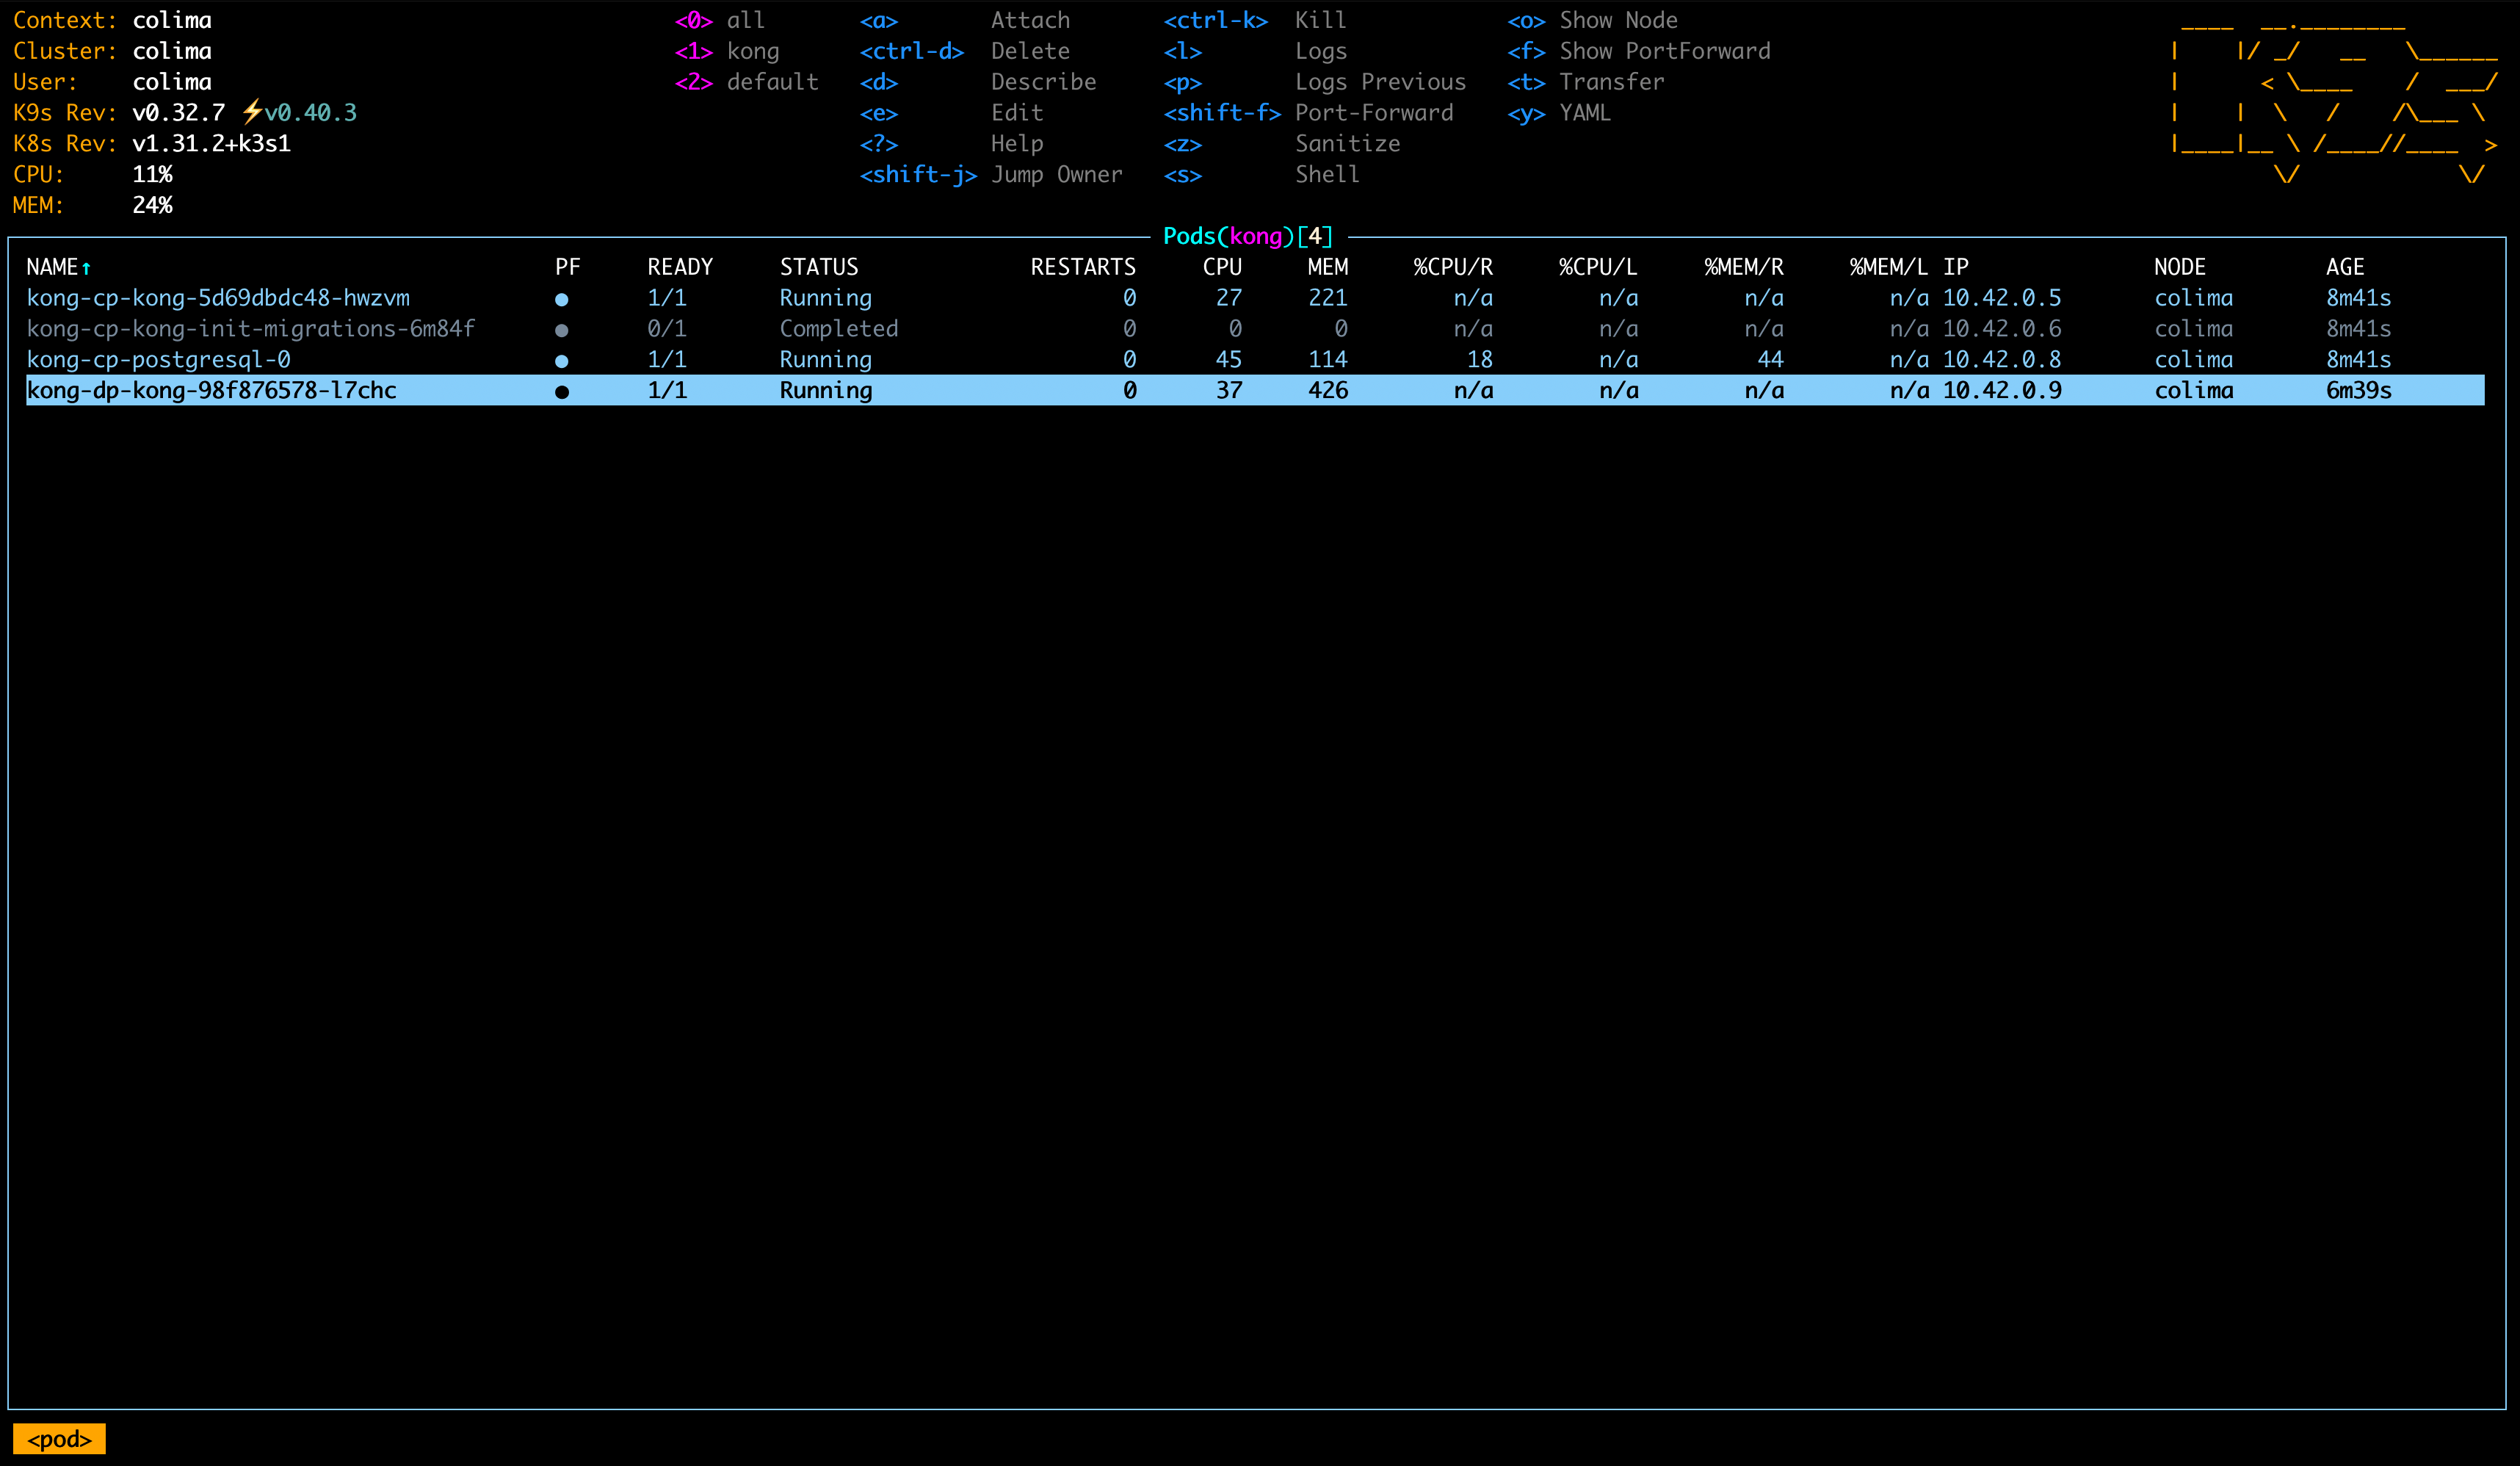 Context: colima <0> all <a> Attach <ctrl-k> Kill <o> Show Node
Cluster: colima <1> kong <ctrl-d> Delete <l> Logs <f> Show PortForward
User: colima <2> default <d> Describe <p> Logs Previous <t> Transfer
K9s Rev: v0.32.7 ⚡v0.40.3 <e> Edit <shift-f> Port-Forward <y> YAML
K8s Rev: v1.31.2+k3s1 <?> Help <z> Sanitize
CPU: 11% <shift-j> Jump Owner <s> Shell
MEM: 24%
Pods(kong)[4]
NAME↑ PF READY STATUS RESTARTS CPU MEM %CPU/R %CPU/L %MEM/R %MEM/L IP NODE AGE
kong-cp-kong-5d69dbdc48-hwzvm ● 1/1 Running 0 27 221 n/a n/a n/a n/a 10.42.0.5 colima 8m41s
kong-cp-kong-init-migrations-6m84f ● 0/1 Completed 0 0 0 n/a n/a n/a n/a 10.42.0.6 colima 8m41s
kong-cp-postgresql-0 ● 1/1 Running 0 45 114 18 n/a 44 n/a 10.42.0.8 colima 8m41s
kong-dp-kong-98f876578-l7chc ● 1/1 Running 0 37 426 n/a n/a n/a n/a 10.42.0.9 colima 6m39s
<pod>